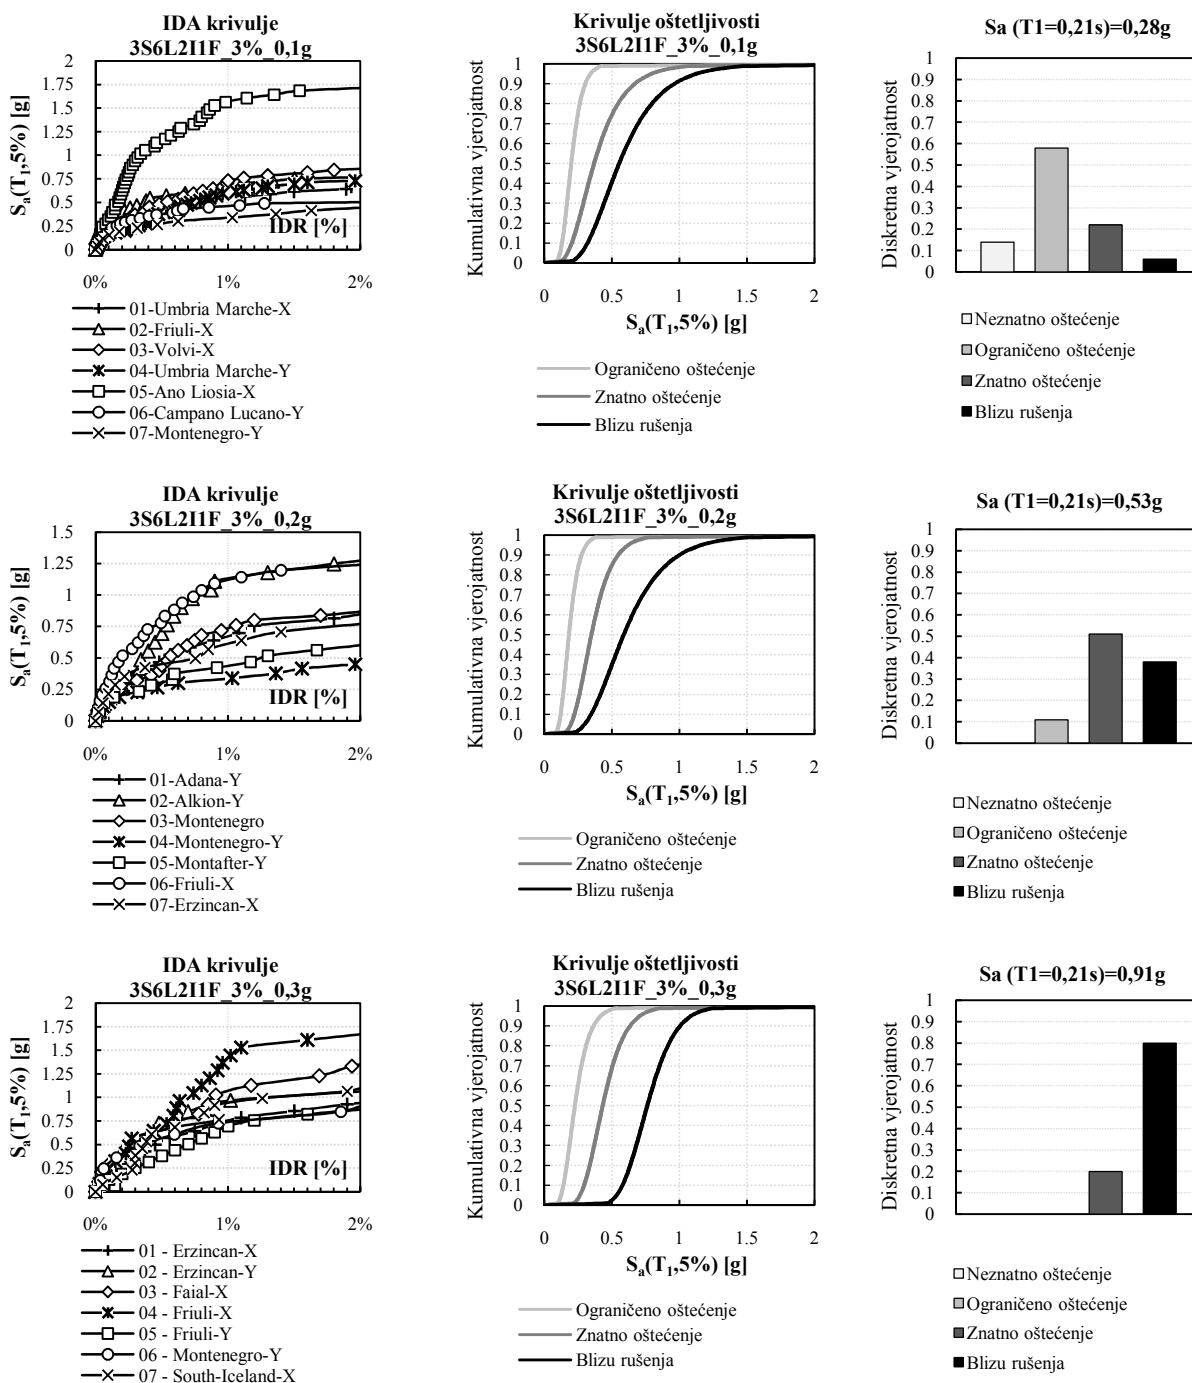 IDA krivulje
3S6L2I1F_3%_0,1g
Sa(T1,5%) [g]
2
1.75
1.5
1.25
1
0.75
0.5
0.25
0
IDR [%]
0% 1% 2%
01-Umbria Marche-X
02-Friuli-X
03-Volvi-X
04-Umbria Marche-Y
05-Ano Liosia-X
06-Campano Lucano-Y
07-Montenegro-Y
Krivulje oštetljivosti
3S6L2I1F_3%_0,1g
Kumulativna vjerojatnost
1
0.9
0.8
0.7
0.6
0.5
0.4
0.3
0.2
0.1
0
0 0.5 1 1.5 2
Sa(T1,5%) [g]
Ograničeno oštećenje
Znatno oštećenje
Blizu rušenja
Sa (T1=0,21s)=0,28g
Diskretna vjerojatnost
1
0.9
0.8
0.7
0.6
0.5
0.4
0.3
0.2
0.1
0
Neznatno oštećenje
Ograničeno oštećenje
Znatno oštećenje
Blizu rušenja
IDA krivulje
3S6L2I1F_3%_0,2g
Sa(T1,5%) [g]
1.5
1.25
1
0.75
0.5
0.25
0
IDR [%]
0% 1% 2%
01-Adana-Y
02-Alkion-Y
03-Montenegro
04-Montenegro-Y
05-Montafter-Y
06-Friuli-X
07-Erzincan-X
Krivulje oštetljivosti
3S6L2I1F_3%_0,2g
Kumulativna vjerojatnost
1
0.9
0.8
0.7
0.6
0.5
0.4
0.3
0.2
0.1
0
0 0.5 1 1.5 2
Sa(T1,5%) [g]
Ograničeno oštećenje
Znatno oštećenje
Blizu rušenja
Sa (T1=0,21s)=0,53g
Diskretna vjerojatnost
1
0.9
0.8
0.7
0.6
0.5
0.4
0.3
0.2
0.1
0
Neznatno oštećenje
Ograničeno oštećenje
Znatno oštećenje
Blizu rušenja
IDA krivulje
3S6L2I1F_3%_0,3g
Sa(T1,5%) [g]
2
1.75
1.5
1.25
1
0.75
0.5
0.25
0
IDR [%]
0% 1% 2%
01 - Erzincan-X
02 - Erzincan-Y
03 - Faial-X
04 - Friuli-X
05 - Friuli-Y
06 - Montenegro-Y
07 - South-Iceland-X
Krivulje oštetljivosti
3S6L2I1F_3%_0,3g
Kumulativna vjerojatnost
1
0.9
0.8
0.7
0.6
0.5
0.4
0.3
0.2
0.1
0
0 0.5 1 1.5 2
Sa(T1,5%) [g]
Ograničeno oštećenje
Znatno oštećenje
Blizu rušenja
Sa (T1=0,21s)=0,91g
Diskretna vjerojatnost
1
0.9
0.8
0.7
0.6
0.5
0.4
0.3
0.2
0.1
0
Neznatno oštećenje
Ograničeno oštećenje
Znatno oštećenje
Blizu rušenja